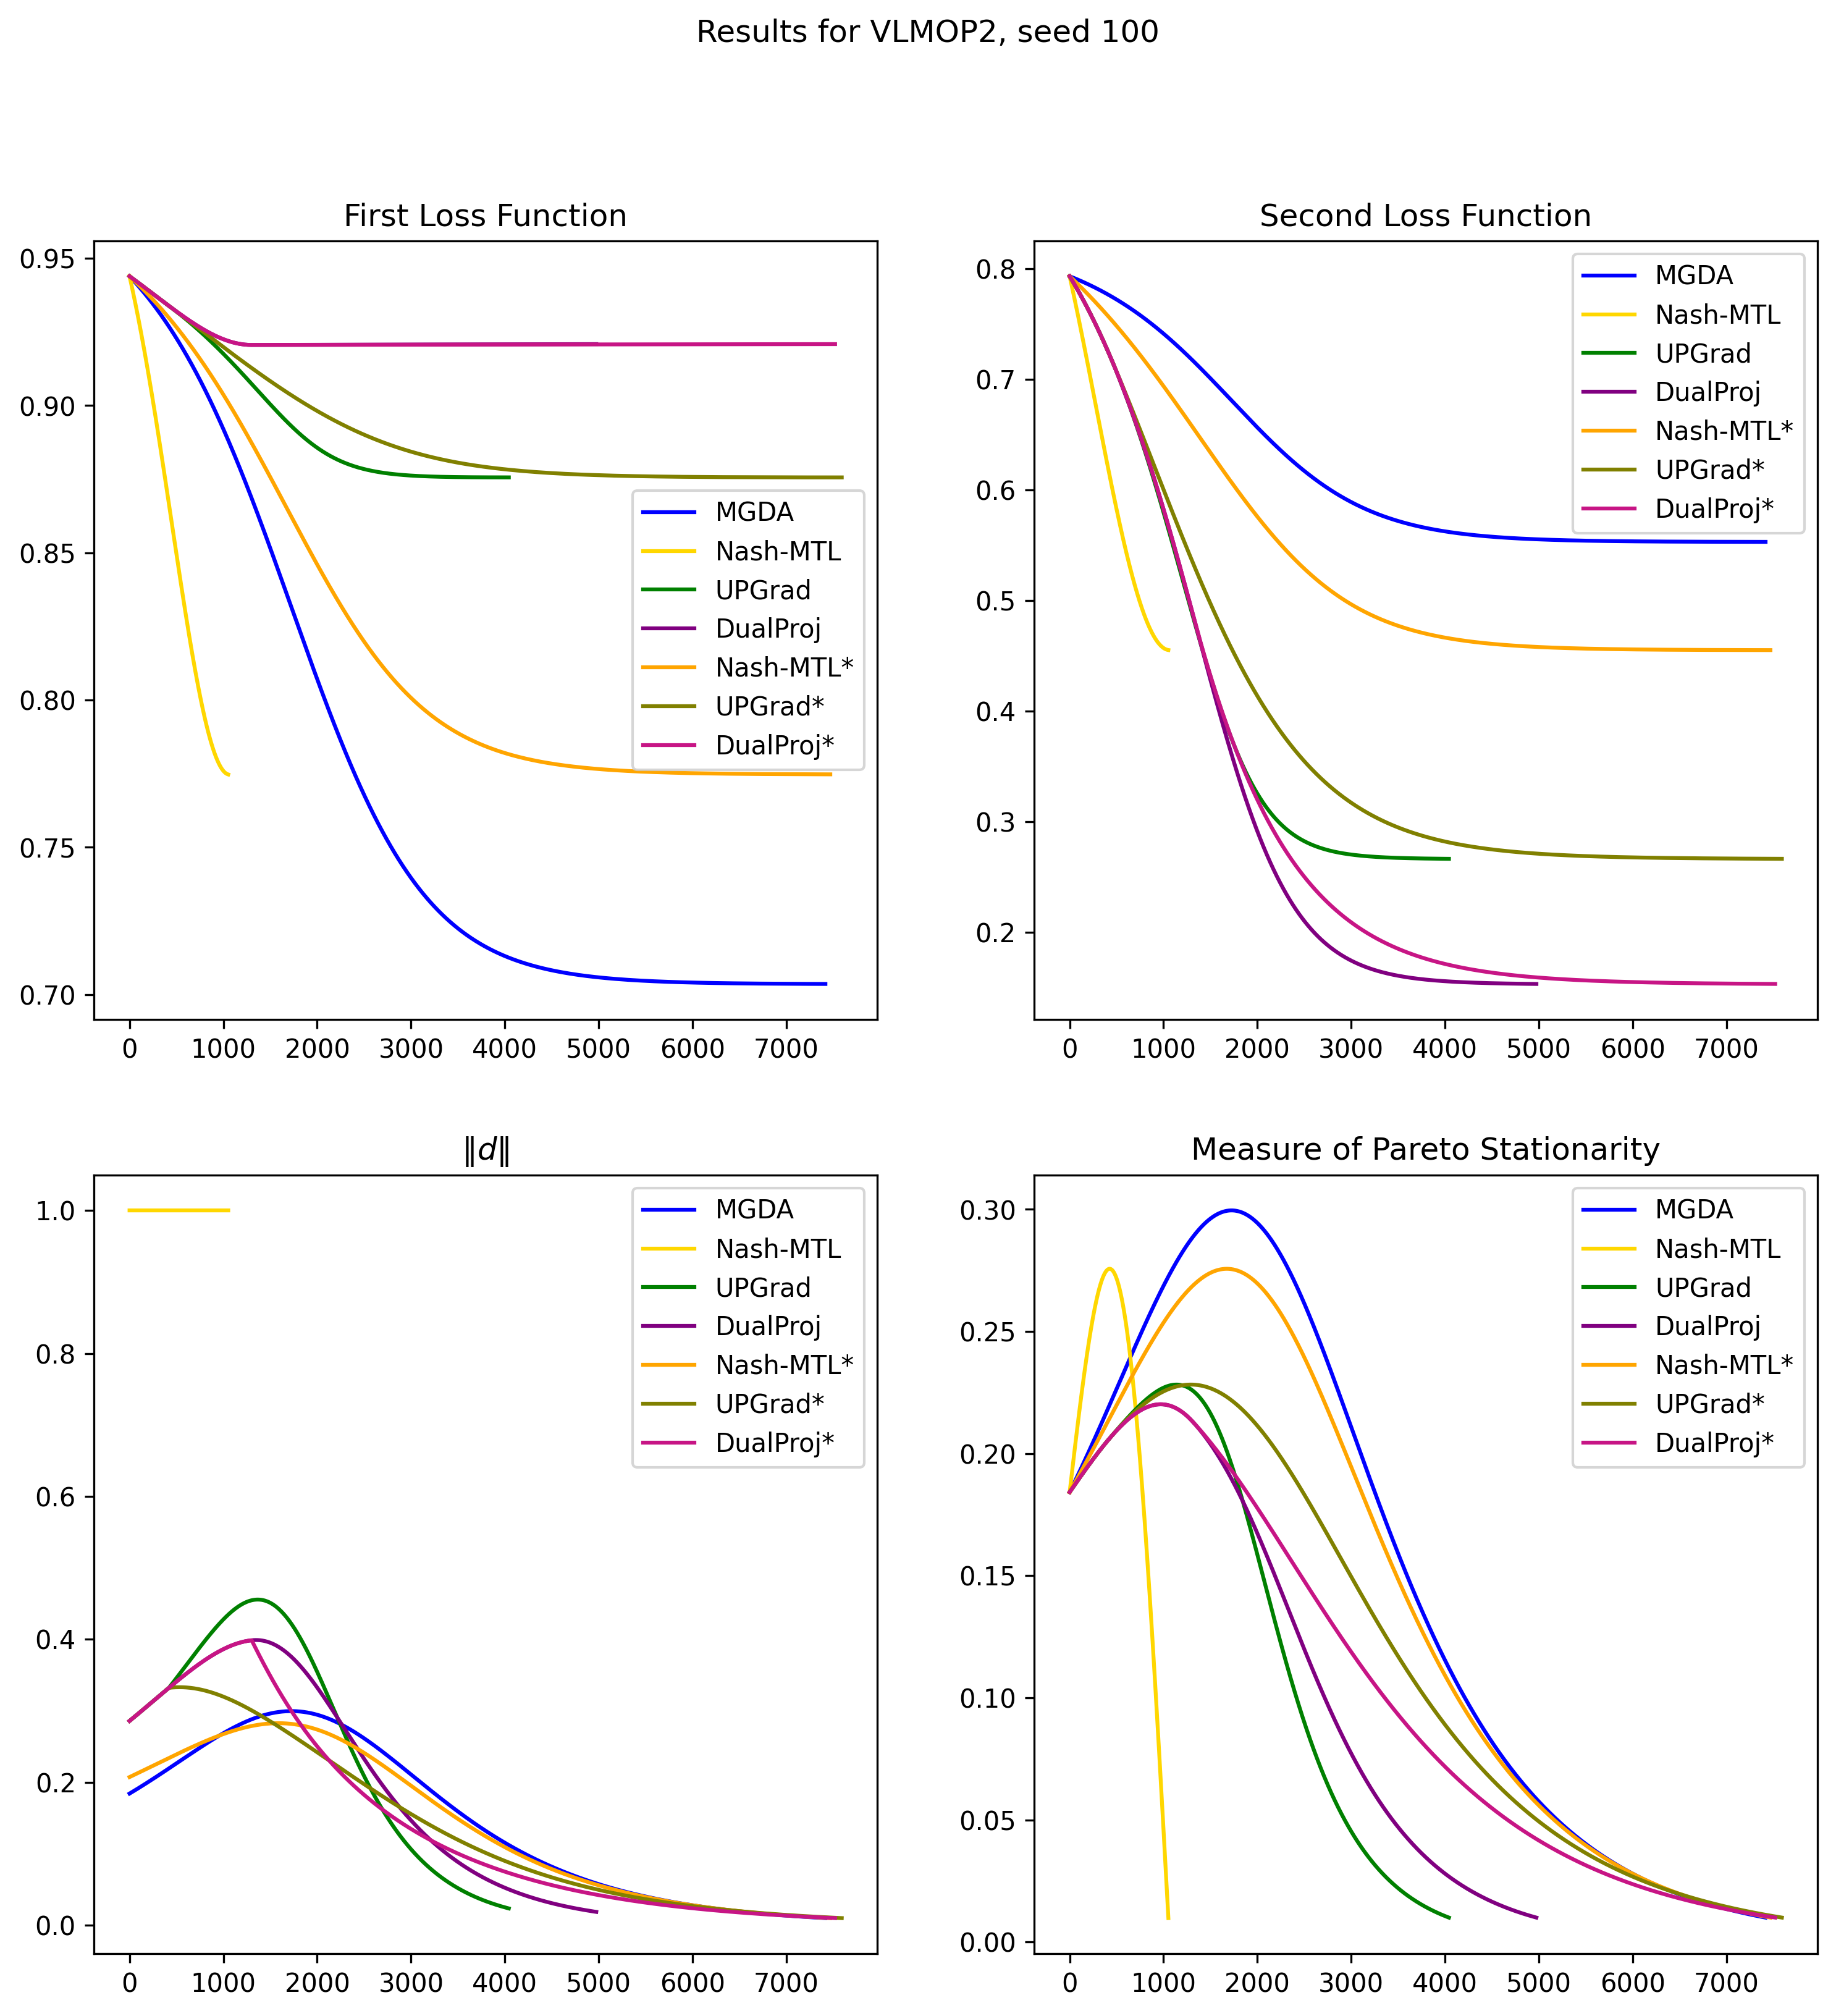 Results for VLMOP2, seed 100
First Loss Function
0.95
0.90
0.85
0.80
0.75
0.70
MGDA
Nash-MTL
UPGrad
DualProj
Nash-MTL*
UPGrad*
DualProj*
0 1000 2000 3000 4000 5000 6000 7000
Second Loss Function
0.8
0.7
0.6
0.5
0.4
0.3
0.2
MGDA
Nash-MTL
UPGrad
DualProj
Nash-MTL*
UPGrad*
DualProj*
0 1000 2000 3000 4000 5000 6000 7000
‖d‖
1.0
0.8
0.6
0.4
0.2
0.0
MGDA
Nash-MTL
UPGrad
DualProj
Nash-MTL*
UPGrad*
DualProj*
0 1000 2000 3000 4000 5000 6000 7000
Measure of Pareto Stationarity
0.30
0.25
0.20
0.15
0.10
0.05
0.00
MGDA
Nash-MTL
UPGrad
DualProj
Nash-MTL*
UPGrad*
DualProj*
0 1000 2000 3000 4000 5000 6000 7000